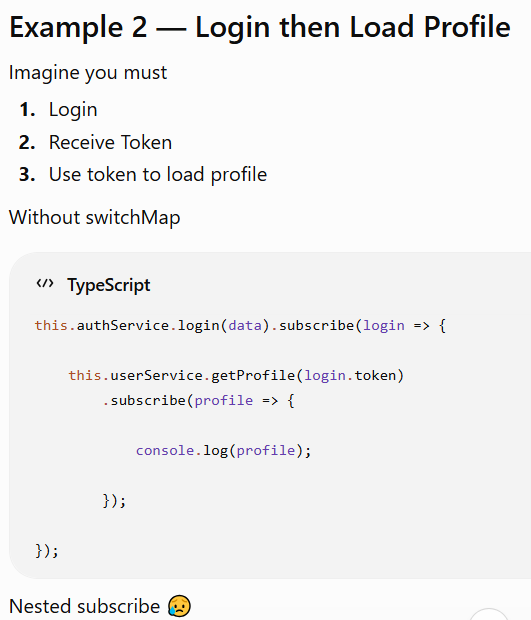 Example 2 — Login then Load Profile
Imagine you must
1. Login
2. Receive Token
3. Use token to load profile
Without switchMap
</> TypeScript
this.authService.login(data).subscribe(login => {
    this.userService.getProfile(login.token)
        .subscribe(profile => {
            console.log(profile);
        });
});
Nested subscribe 😥